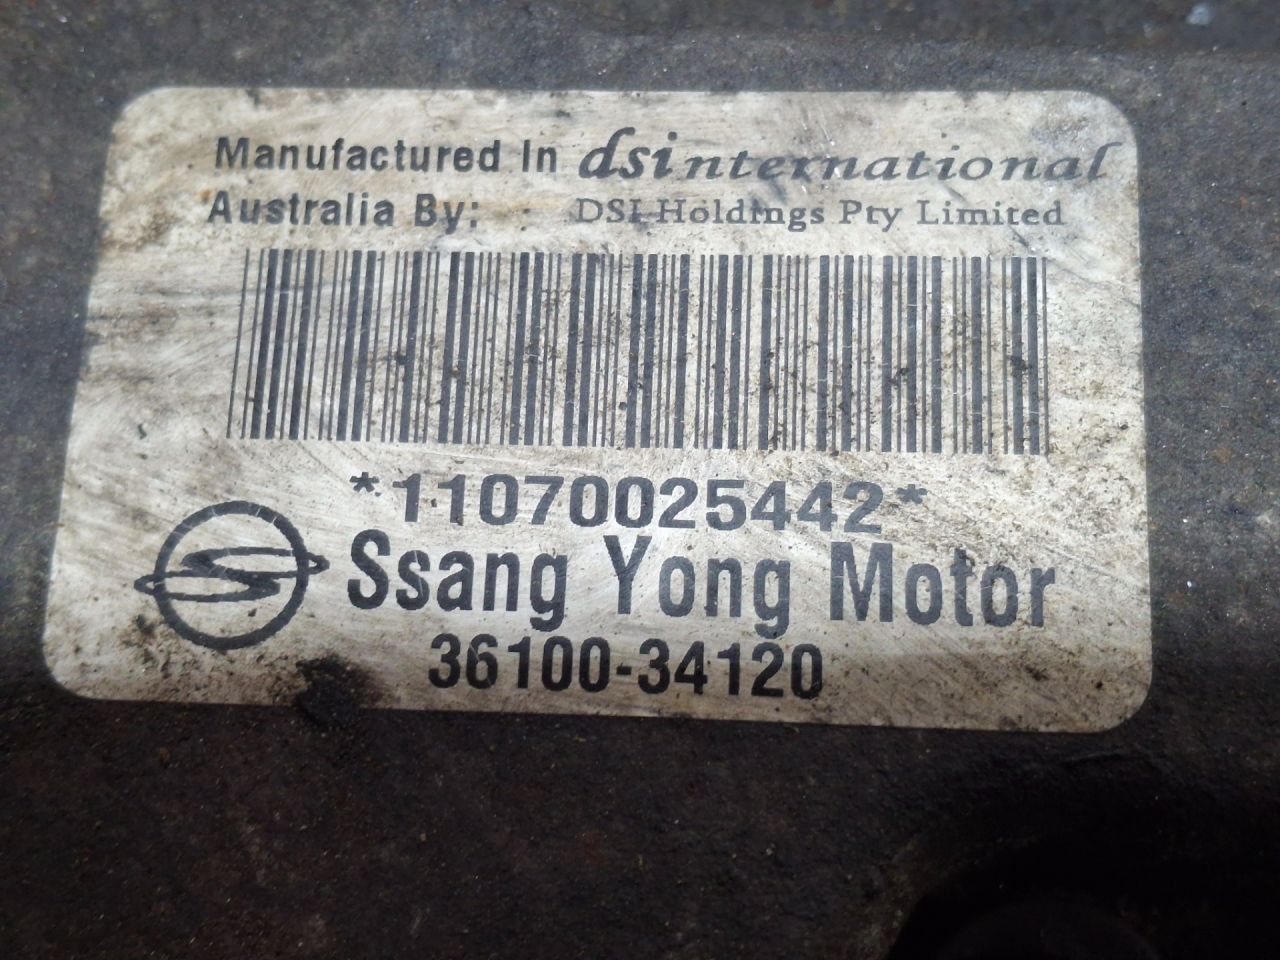 Manufactured In dsinternational
Australia By: DSI Holdings Pty Limited
*11070025442*
Ssang Yong Motor
36100-34120